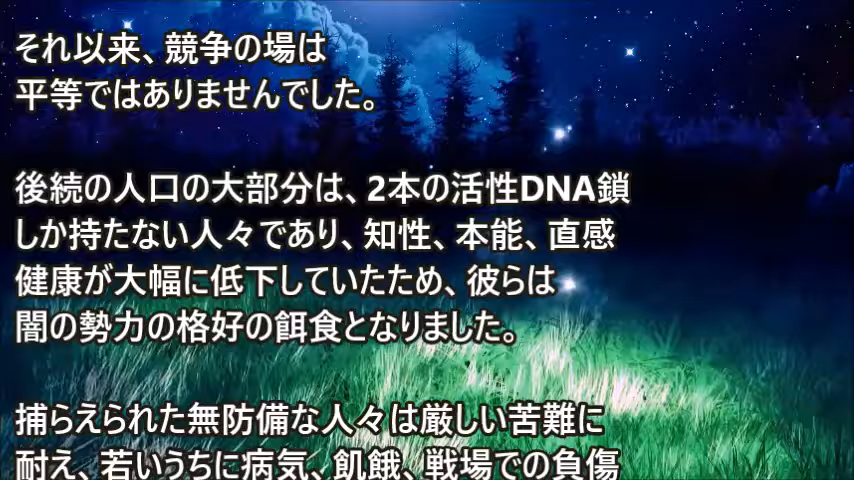 それ以来、競争の場は
平等ではありませんでした。
後続の人口の大部分は、2本の活性DNA鎖
しか持たない人々であり、知性、本能、直感
健康が大幅に低下していたため、彼らは
闇の勢力の格好の餌食となりました。
捕らえられた無防備な人々は厳しい苦難に
耐え、若いうちに病気、飢餓、戦場での負傷